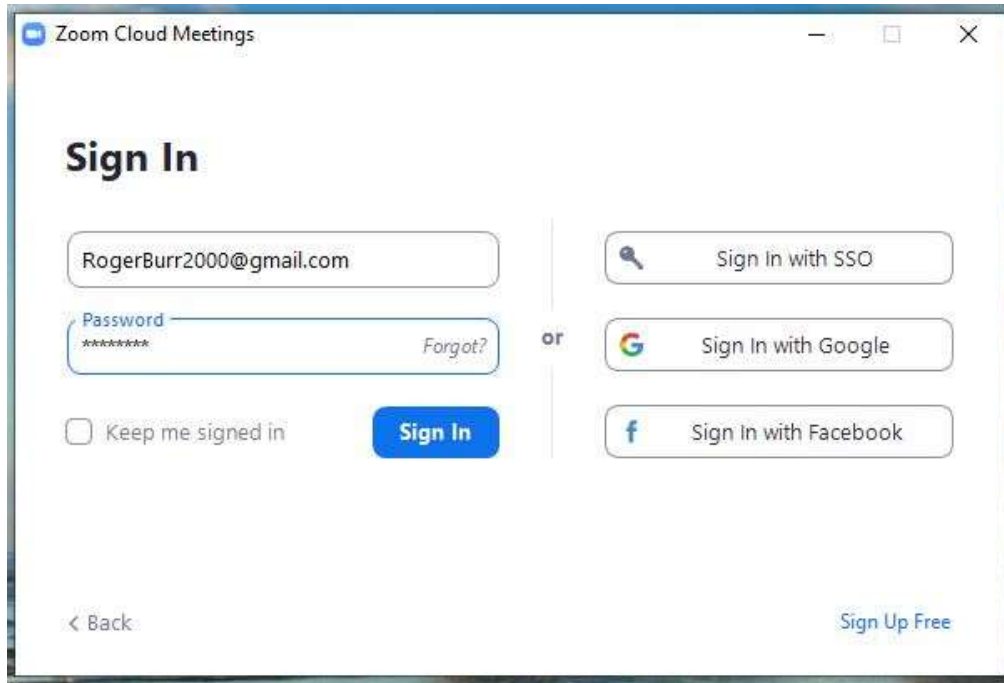 Zoom Cloud Meetings
Sign In
RogerBurr2000@gmail.com
Password
******** Forgot?
Keep me signed in
Sign In
or
Sign In with SSO
Sign In with Google
Sign In with Facebook
< Back
Sign Up Free